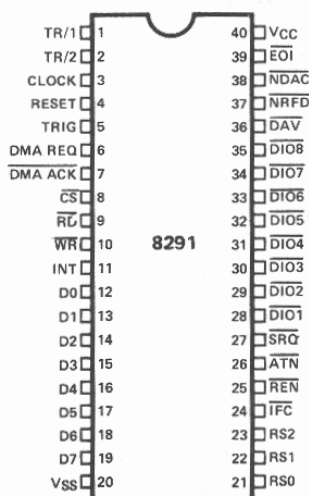 TR/1 1 40 VCC
TR/2 2 39 EOI
CLOCK 3 38 NDAC
RESET 4 37 NRFD
TRIG 5 36 DAV
DMA REQ 6 35 DIO8
DMA ACK 7 34 DIO7
CS 8 33 DIO6
RD 9 32 DIO5
WR 10 8291 31 DIO4
INT 11 30 DIO3
D0 12 29 DIO2
D1 13 28 DIO1
D2 14 27 SRQ
D3 15 26 ATN
D4 16 25 REN
D5 17 24 IFC
D6 18 23 RS2
D7 19 22 RS1
VSS 20 21 RS0